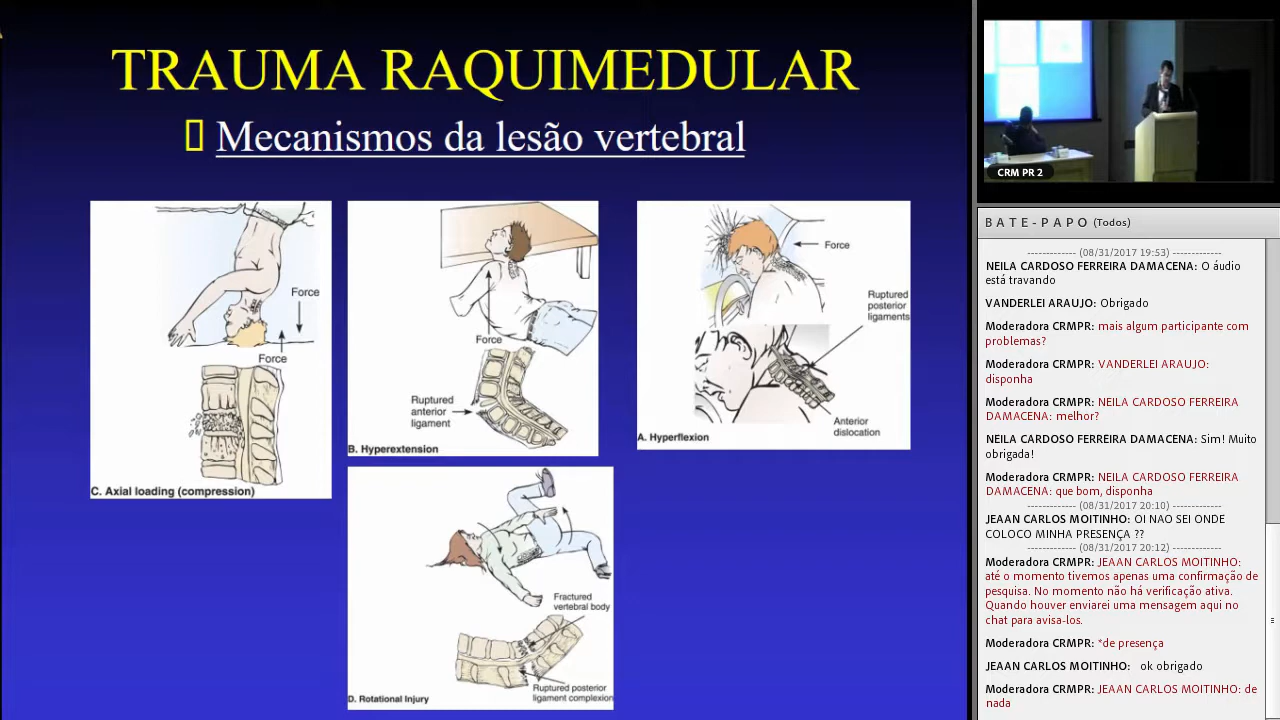 TRAUMA RAQUIMEDULAR
Mecanismos da lesão vertebral
Force
Force
C. Axial loading (compression)
Force
Ruptured
anterior
ligament
B. Hyperextension
Force
Ruptured
posterior
ligaments
Anterior
dislocation
A. Hyperflexion
Fractured
vertebral body
Ruptured posterior
ligament complexion
D. Rotational Injury
CRM PR 2
BATE-PAPO (Todos)
------------- (08/31/2017 19:53) -------------
NEILA CARDOSO FERREIRA DAMACENA: O áudio
está travando
VANDERLEI ARAUJO: Obrigado
Moderadora CRMPR: mais algum participante com
problemas?
Moderadora CRMPR: VANDERLEI ARAUJO:
disponha
Moderadora CRMPR: NEILA CARDOSO FERREIRA
DAMACENA: melhor?
NEILA CARDOSO FERREIRA DAMACENA: Sim! Muito
obrigada!
Moderadora CRMPR: NEILA CARDOSO FERREIRA
DAMACENA: que bom, disponha
------------- (08/31/2017 20:10) -------------
JEAAN CARLOS MOITINHO: OI NAO SEI ONDE
COLOCO MINHA PRESENÇA ??
------------- (08/31/2017 20:12) -------------
Moderadora CRMPR: JEAAN CARLOS MOITINHO:
até o momento tivemos apenas uma confirmação de
pesquisa. No momento não há verificação ativa.
Quando houver enviarei uma mensagem aqui no
chat para avisa-los.
Moderadora CRMPR: *de presença
JEAAN CARLOS MOITINHO: ok obrigado
Moderadora CRMPR: JEAAN CARLOS MOITINHO: de
nada